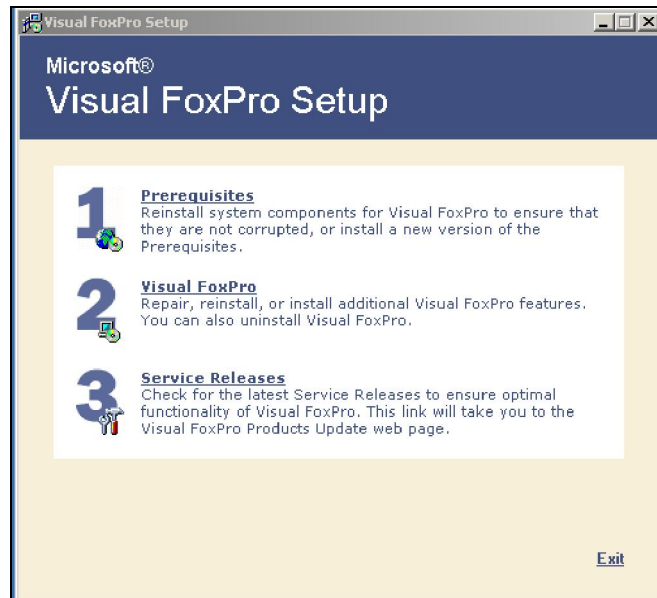 Visual FoxPro Setup
Microsoft®
Visual FoxPro Setup
1 Prerequisites
Reinstall system components for Visual FoxPro to ensure that
they are not corrupted, or install a new version of the
Prerequisites.
2 Visual FoxPro
Repair, reinstall, or install additional Visual FoxPro features.
You can also uninstall Visual FoxPro.
3 Service Releases
Check for the latest Service Releases to ensure optimal
functionality of Visual FoxPro. This link will take you to the
Visual FoxPro Products Update web page.
Exit